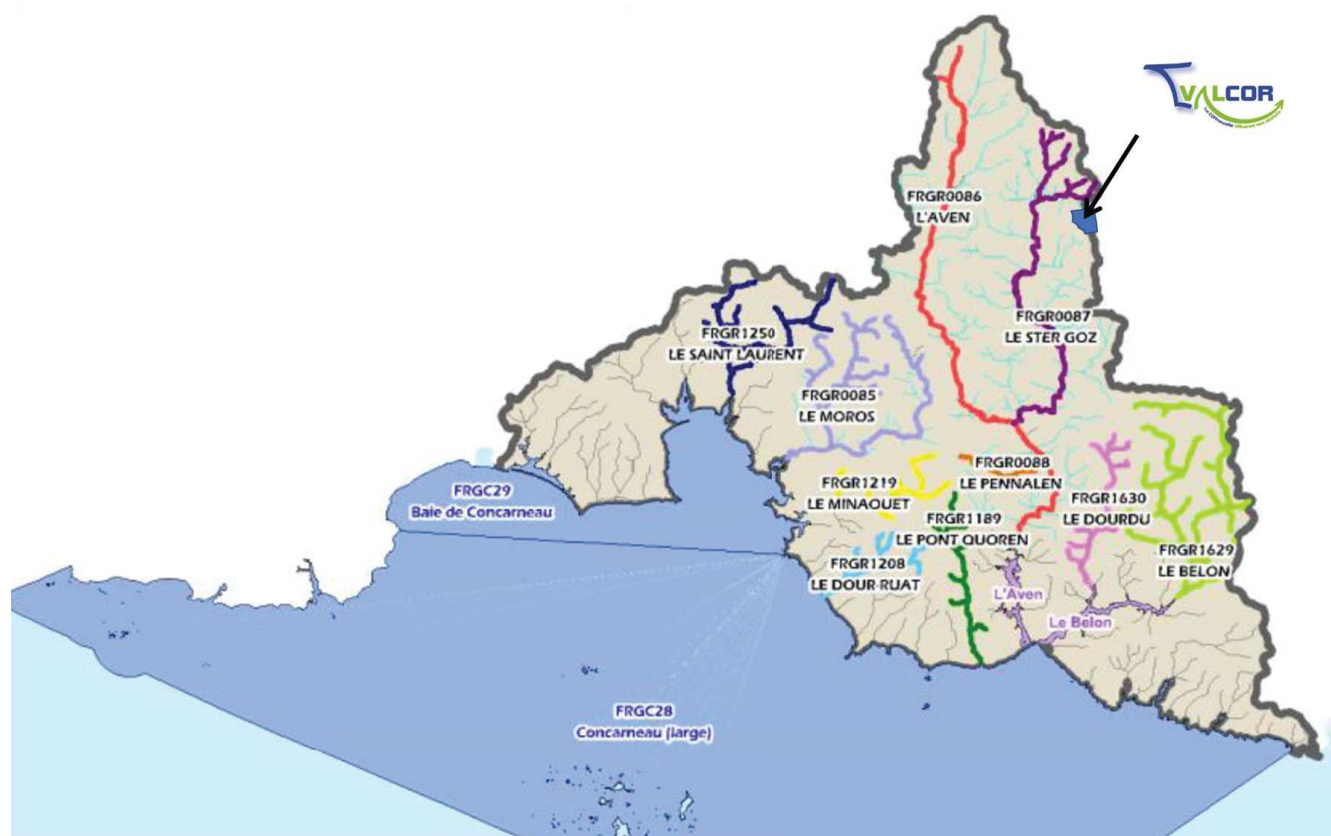 VALCOR
FRGR0086
L'AVEN
FRGR0087
LE STER GOZ
FRGR1250
LE SAINT LAURENT
FRGR0085
LE MOROS
FRGR0088
LE PENNALEN
FRGR1219
LE MINAOUET
FRGC29
Baie de Concarneau
FRGR1630
LE DOURDU
FRGR1189
LE PONT QUOREN
FRGR1629
LE BELON
FRGR1208
LE DOUR RUAT
L'Aven
Le Belon
FRGC28
Concarneau (large)